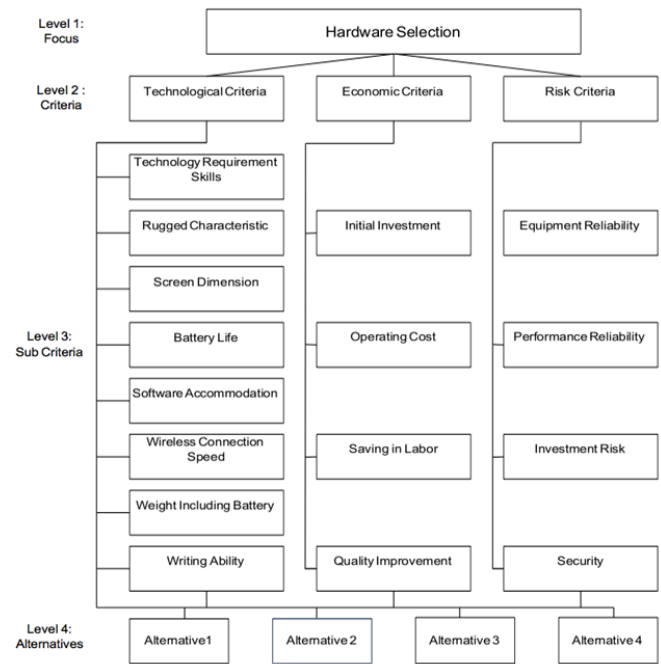 Level 1:
Focus
Hardware Selection
Level 2 :
Criteria
Technological Criteria
Economic Criteria
Risk Criteria
Technology Requirement
Skills
Rugged Characteristic
Initial Investment
Equipment Reliability
Screen Dimension
Level 3:
Sub Criteria
Battery Life
Operating Cost
Performance Reliability
Software Accommodation
Wireless Connection
Speed
Saving in Labor
Investment Risk
Weight Including Battery
Writing Ability
Quality Improvement
Security
Level 4:
Alternatives
Alternative1
Alternative 2
Alternative 3
Alternative 4